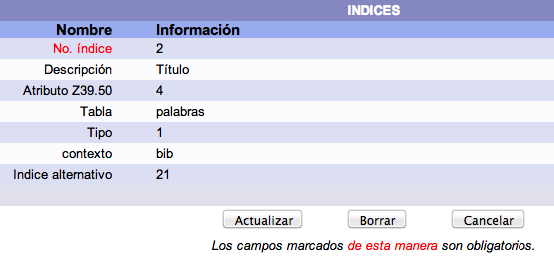 INDICES
Nombre Información
No. índice 2
Descripción Título
Atributo Z39.50 4
Tabla palabras
Tipo 1
contexto bib
Indice alternativo 21
Actualizar Borrar Cancelar
Los campos marcados de esta manera son obligatorios.